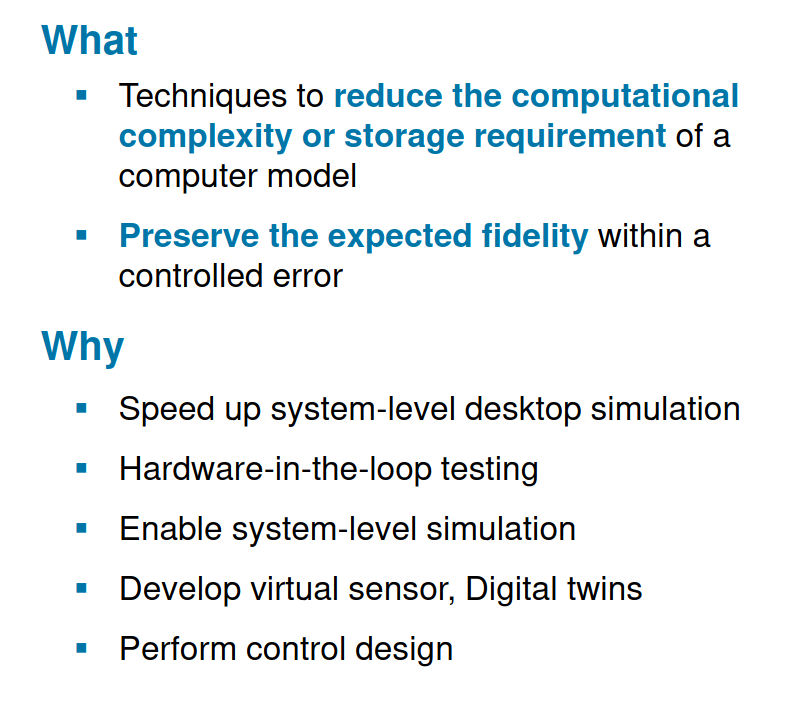 What
▪ Techniques to reduce the computational
complexity or storage requirement of a
computer model
▪ Preserve the expected fidelity within a
controlled error
Why
▪ Speed up system-level desktop simulation
▪ Hardware-in-the-loop testing
▪ Enable system-level simulation
▪ Develop virtual sensor, Digital twins
▪ Perform control design